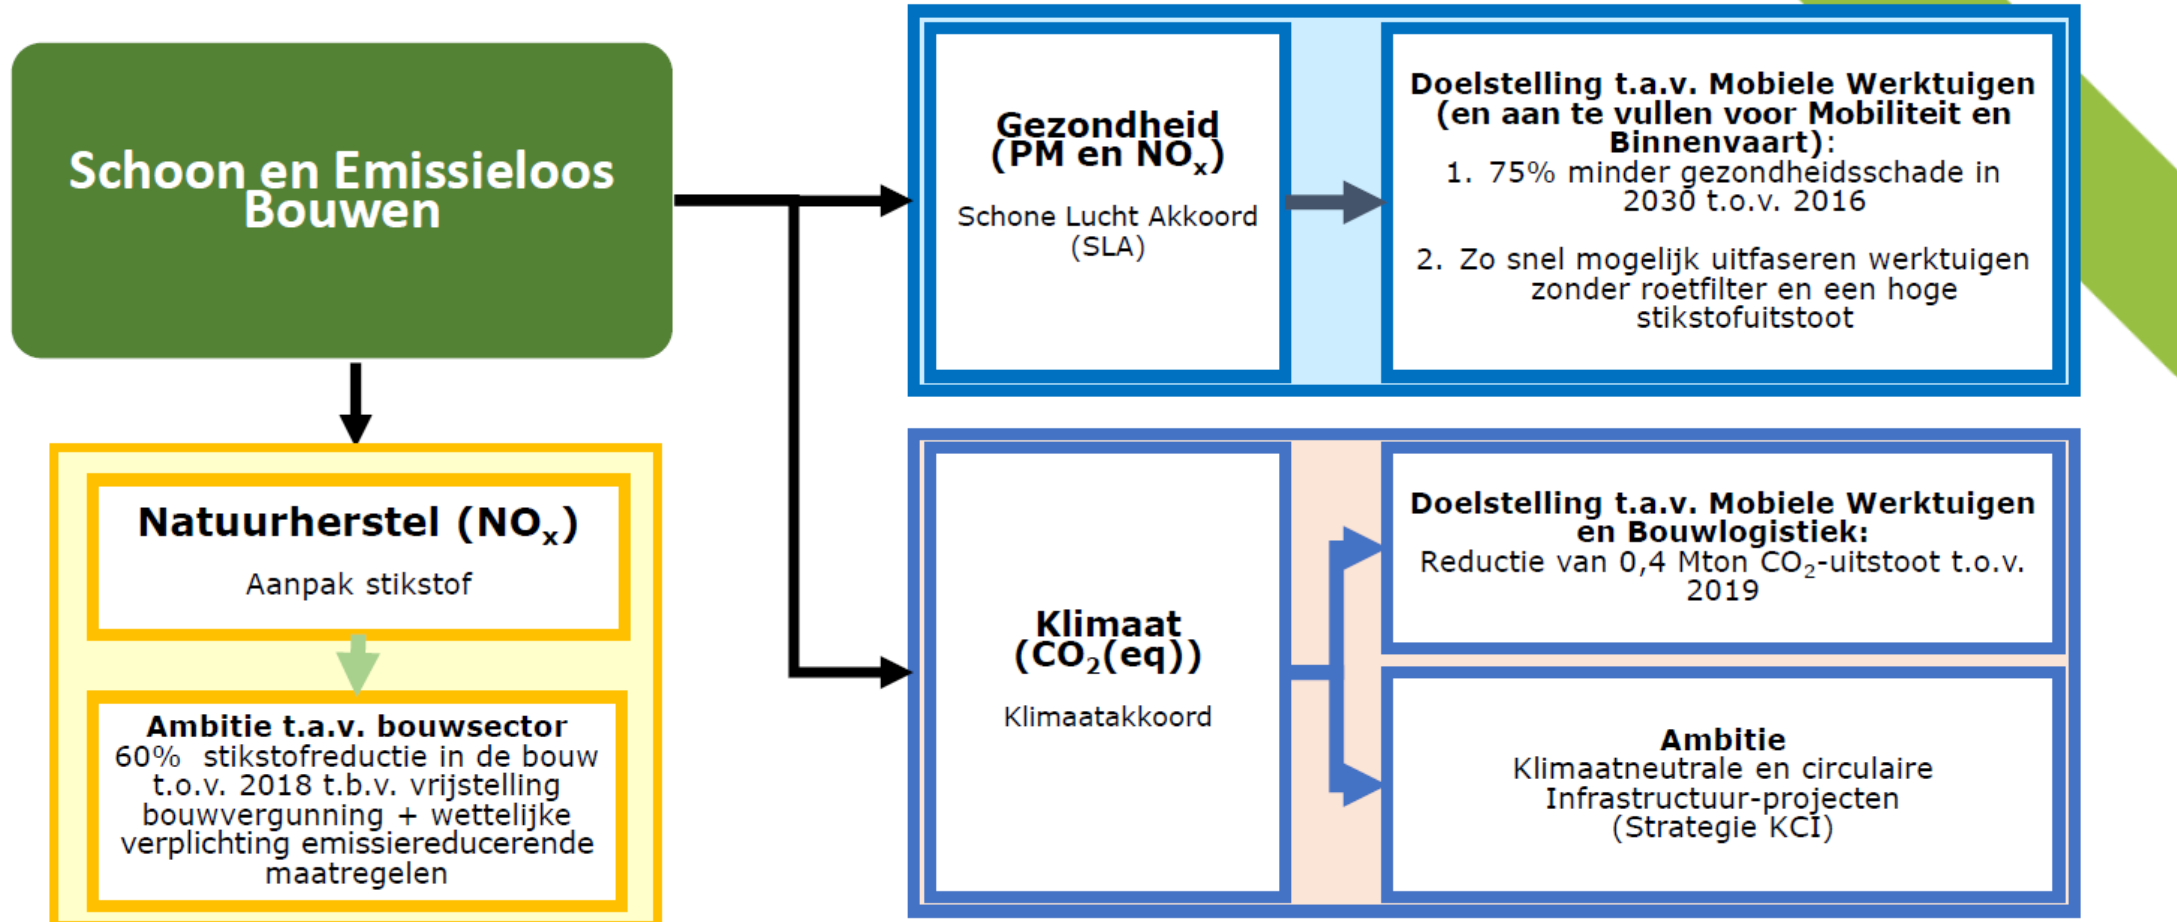 Schoon en Emissieloos
Bouwen
Gezondheid
(PM en NOₓ)
Schone Lucht Akkoord
(SLA)
Doelstelling t.a.v. Mobiele Werktuigen
(en aan te vullen voor Mobiliteit en
Binnenvaart):
1. 75% minder gezondheidsschade in
2030 t.o.v. 2016
2. Zo snel mogelijk uitfaseren werktuigen
zonder roetfilter en een hoge
stikstofuitstoot
Natuurherstel (NOₓ)
Aanpak stikstof
Ambitie t.a.v. bouwsector
60% stikstofreductie in de bouw
t.o.v. 2018 t.b.v. vrijstelling
bouwvergunning + wettelijke
verplichting emissiereducerende
maatregelen
Klimaat
(CO₂(eq))
Klimaatakkoord
Doelstelling t.a.v. Mobiele Werktuigen
en Bouwlogistiek:
Reductie van 0,4 Mton CO₂-uitstoot t.o.v.
2019
Ambitie
Klimaatneutrale en circulaire
Infrastructuur-projecten
(Strategie KCI)